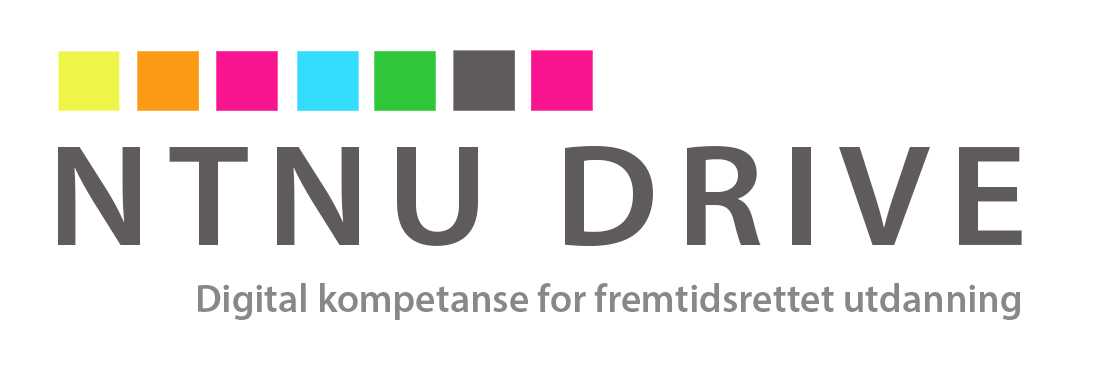 NTNU DRIVE
Digital kompetanse for fremtidsrettet utdanning